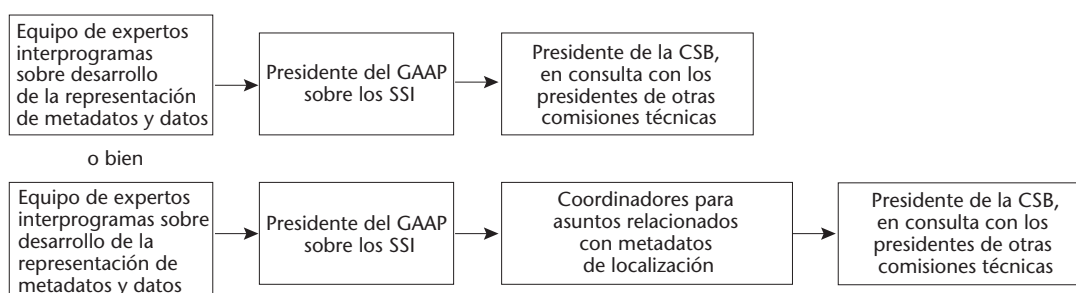 Equipo de expertos
interprogramas
sobre desarrollo
de la representación
de metadatos y datos
Presidente del GAAP
sobre los SSI
Presidente de la CSB,
en consulta con los
presidentes de otras
comisiones técnicas
o bien
Equipo de expertos
interprogramas sobre
desarrollo de la
representación de
metadatos y datos
Presidente del GAAP
sobre los SSI
Coordinadores para
asuntos relacionados
con metadatos
de localización
Presidente de la CSB,
en consulta con los
presidentes de otras
comisiones técnicas